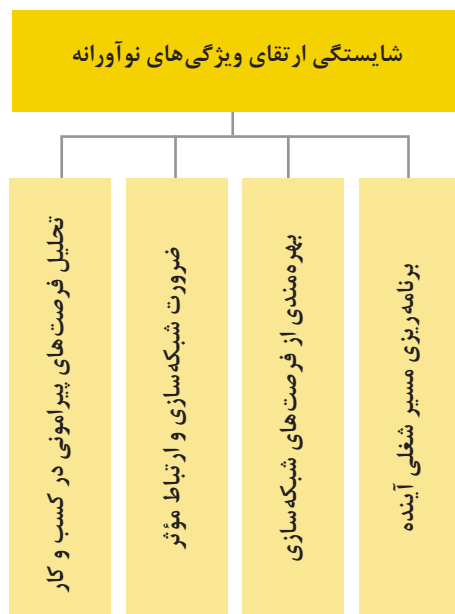 شایستگی ارتقای ویژگی‌های نوآورانه
برنامه‌ریزی مسیر شغلی آینده
بهره‌مندی از فرصت‌های شبکه‌سازی
ضرورت شبکه‌سازی و ارتباط مؤثر
تحلیل فرصت‌های پیرامونی در کسب و کار